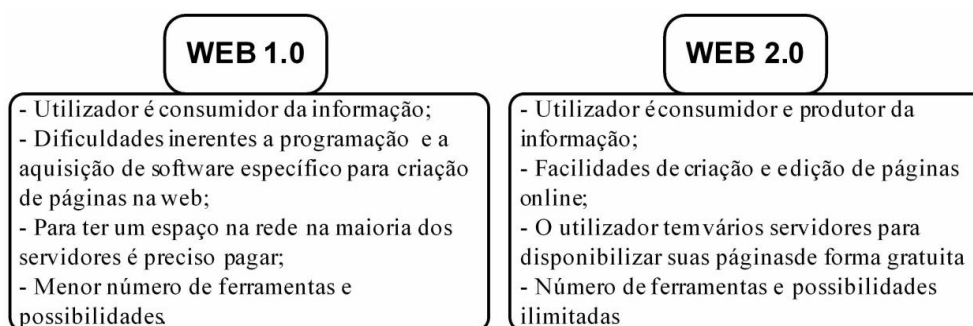 WEB 1.0
- Utilizador é consumidor da informação;
- Dificuldades inerentes a programação e a
aquisição de software específico para criação
de páginas na web;
- Para ter um espaço na rede na maioria dos
servidores é preciso pagar;
- Menor número de ferramentas e
possibilidades.
WEB 2.0
- Utilizador éconsumidor e produtor da
informação;
- Facilidades de criação e edição de páginas
online;
- O utilizador temvários servidores para
disponibilizar suas páginasde forma gratuita
- Número de ferramentas e possibilidades
ilimitadas